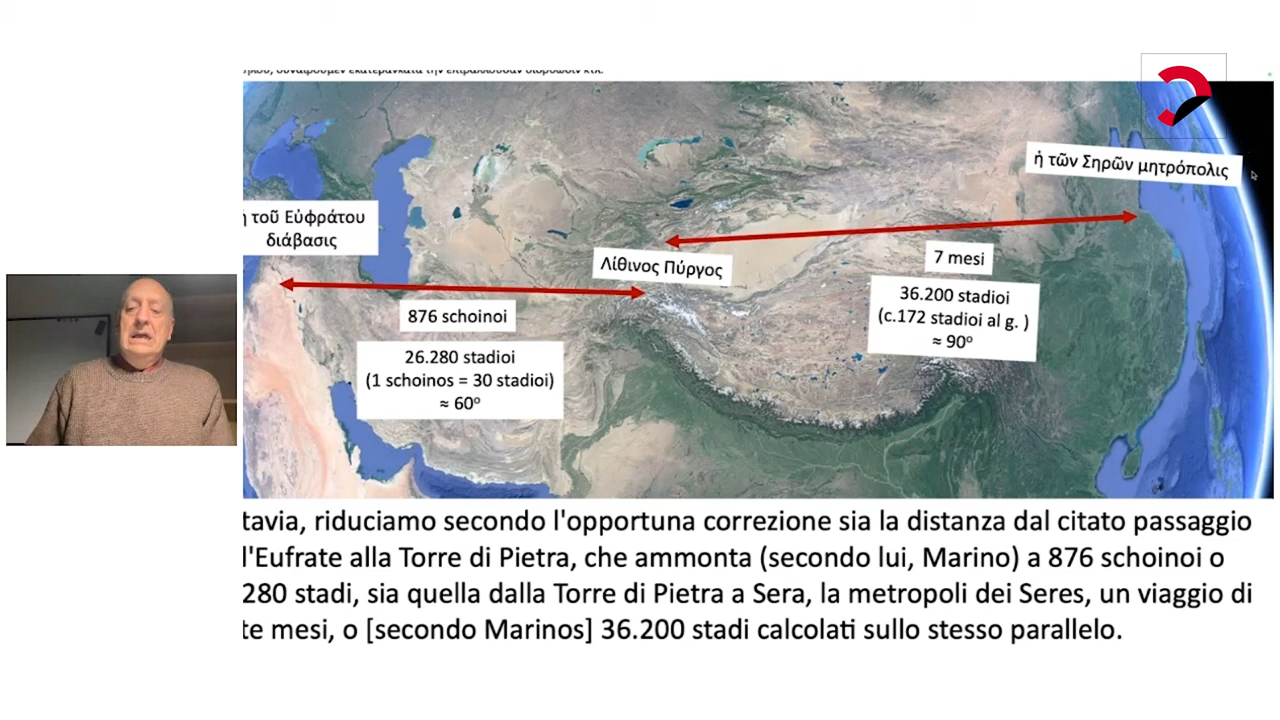 ἡ τῶν Σηρῶν μητρόπολις
ἡ τοῦ Εὐφράτου
διάβασις
Λίθινος Πύργος
7 mesi
876 schoinoi
36.200 stadioi
(c.172 stadioi al g. )
≈ 90º
26.280 stadioi
(1 schoinos = 30 stadioi)
≈ 60º
tavia, riduciamo secondo l'opportuna correzione sia la distanza dal citato passaggio
l'Eufrate alla Torre di Pietra, che ammonta (secondo lui, Marino) a 876 schoinoi o
280 stadi, sia quella dalla Torre di Pietra a Sera, la metropoli dei Seres, un viaggio di
te mesi, o [secondo Marinos] 36.200 stadi calcolati sullo stesso parallelo.